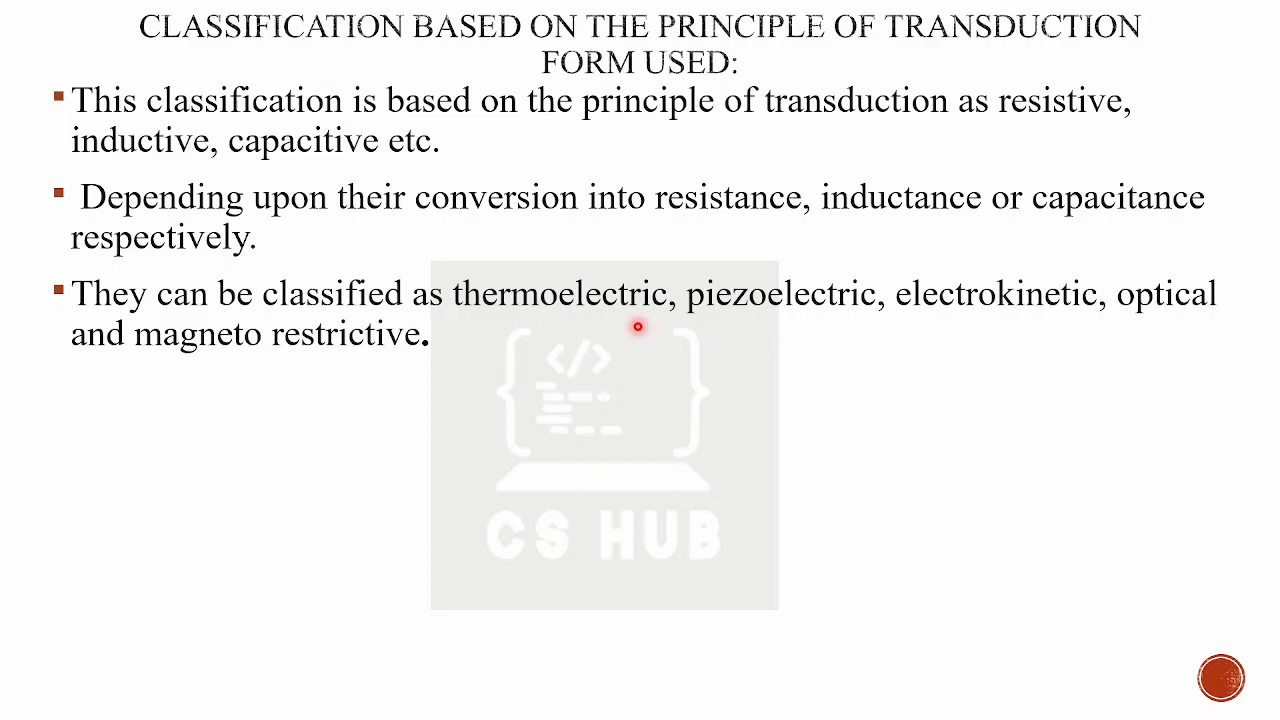 CLASSIFICATION BASED ON THE PRINCIPLE OF TRANSDUCTION
FORM USED:
This classification is based on the principle of transduction as resistive,
inductive, capacitive etc.
Depending upon their conversion into resistance, inductance or capacitance
respectively.
They can be classified as thermoelectric, piezoelectric, electrokinetic, optical
and magneto restrictive.
</>
CS HUB